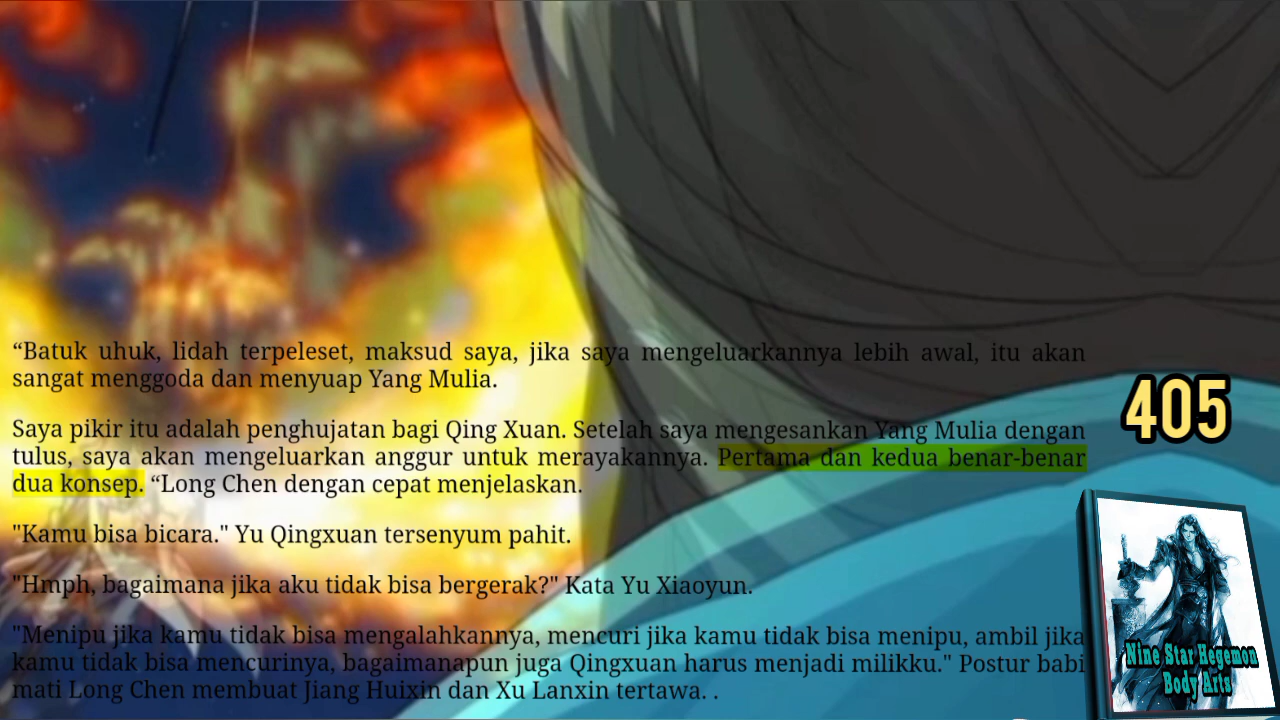 “Batuk uhuk, lidah terpeleset, maksud saya, jika saya mengeluarkannya lebih awal, itu akan
sangat menggoda dan menyuap Yang Mulia.
Saya pikir itu adalah penghujatan bagi Qing Xuan. Setelah saya mengesankan Yang Mulia dengan
tulus, saya akan mengeluarkan anggur untuk merayakannya. Pertama dan kedua benar-benar
dua konsep. “Long Chen dengan cepat menjelaskan.
"Kamu bisa bicara." Yu Qingxuan tersenyum pahit.
"Hmph, bagaimana jika aku tidak bisa bergerak?" Kata Yu Xiaoyun.
"Menipu jika kamu tidak bisa mengalahkannya, mencuri jika kamu tidak bisa menipu, ambil jika
kamu tidak bisa mencurinya, bagaimanapun juga Qingxuan harus menjadi milikku." Postur babi
mati Long Chen membuat Jiang Huixin dan Xu Lanxin tertawa. .
405
Nine Star Hegemon
Body Arts